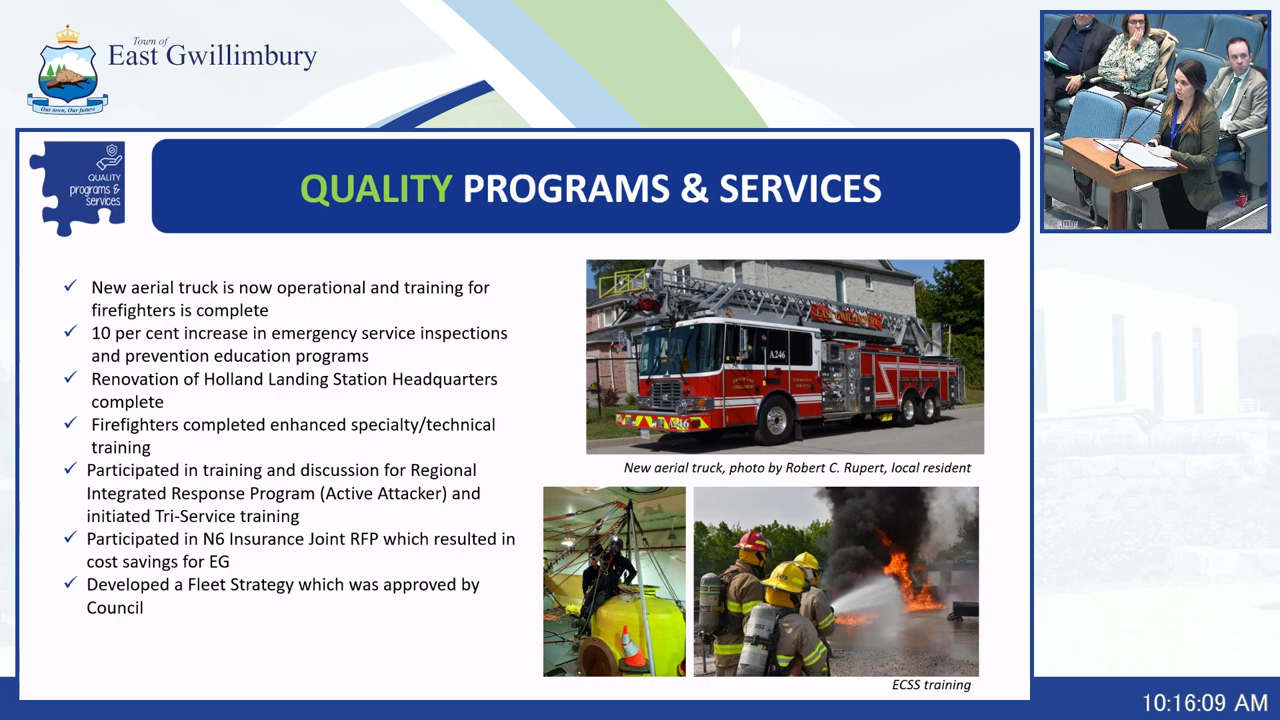 Town of
East Gwillimbury
Our town, Our future
QUALITY
programs &
services
QUALITY PROGRAMS & SERVICES
✓ New aerial truck is now operational and training for
firefighters is complete
✓ 10 per cent increase in emergency service inspections
and prevention education programs
✓ Renovation of Holland Landing Station Headquarters
complete
✓ Firefighters completed enhanced specialty/technical
training
✓ Participated in training and discussion for Regional
Integrated Response Program (Active Attacker) and
initiated Tri-Service training
✓ Participated in N6 Insurance Joint RFP which resulted in
cost savings for EG
✓ Developed a Fleet Strategy which was approved by
Council
EAST GWILLIMBURY
A246
New aerial truck, photo by Robert C. Rupert, local resident
ECSS training
10:16:09 AM